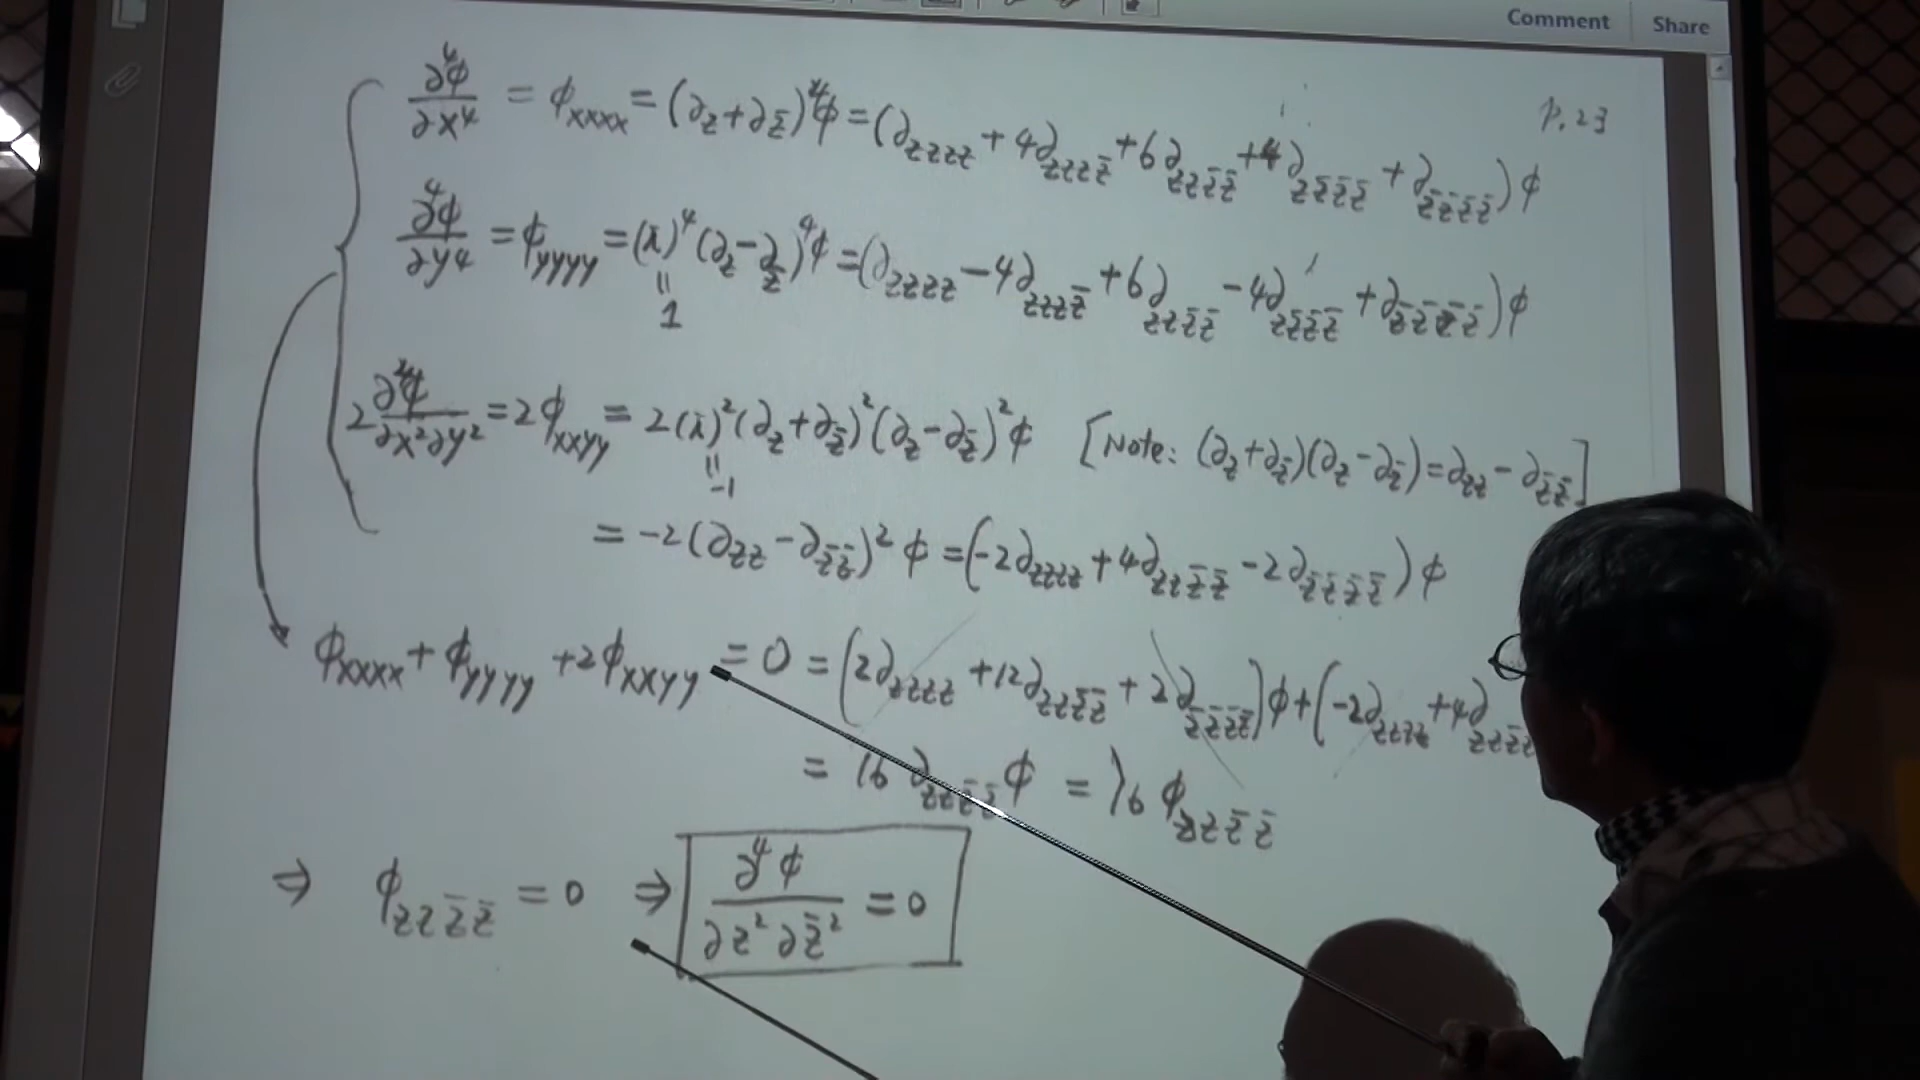 Comment Share
p.23
∂⁴ϕ/∂x⁴ = ϕ_xxxx = (∂_z + ∂_z̄)⁴ϕ = (∂_zzzz + 4∂_zzzz̄ + 6∂_zzz̄z̄ + 4∂_zz̄z̄z̄ + ∂_z̄z̄z̄z̄)ϕ
∂⁴ϕ/∂y⁴ = ϕ_yyyy = (i)⁴(∂_z - ∂_z̄)⁴ϕ = (∂_zzzz - 4∂_zzzz̄ + 6∂_zzz̄z̄ - 4∂_zz̄z̄z̄ + ∂_z̄z̄z̄z̄)ϕ
"
1
2 ∂⁴ϕ/∂x²∂y² = 2ϕ_xxyy = 2(i)²(∂_z + ∂_z̄)²(∂_z - ∂_z̄)²ϕ [Note: (∂_z + ∂_z̄)(∂_z - ∂_z̄) = ∂_zz - ∂_z̄z̄]
"
-1
= -2(∂_zz - ∂_z̄z̄)²ϕ = (-2∂_zzzz + 4∂_zzz̄z̄ - 2∂_z̄z̄z̄z̄)ϕ
ϕ_xxxx + ϕ_yyyy + 2ϕ_xxyy = 0 = (2∂_zzzz + 12∂_zzz̄z̄ + 2∂_z̄z̄z̄z̄)ϕ + (-2∂_zzzz + 4∂_zzz̄z̄
= 16∂_zzz̄z̄ϕ = 16ϕ_zzz̄z̄
⇒ ϕ_zzz̄z̄ = 0 ⇒ ∂⁴ϕ/∂z²∂z̄² = 0